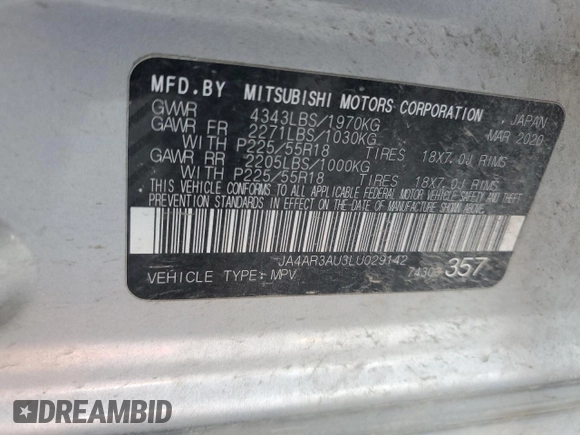 MFD.BY MITSUBISHI MOTORS CORPORATION
JAPAN
GVWR 4343LBS/1970KG MAR 2020
GAWR FR 2271LBS/1030KG
WITH P225/55R18 TIRES 18X7.0J RIMS
GAWR RR 2205LBS/1000KG
WITH P225/55R18 TIRES 18X7.0J RIMS
THIS VEHICLE CONFORMS TO ALL APPLICABLE FEDERAL MOTOR VEHICLE SAFETY AND THEFT
PREVENTION STANDARDS IN EFFECT ON THE DATE OF MANUFACTURE SHOWN ABOVE.
JA4AR3AU3LU029142
VEHICLE TYPE: MPV 357
DREAMBID